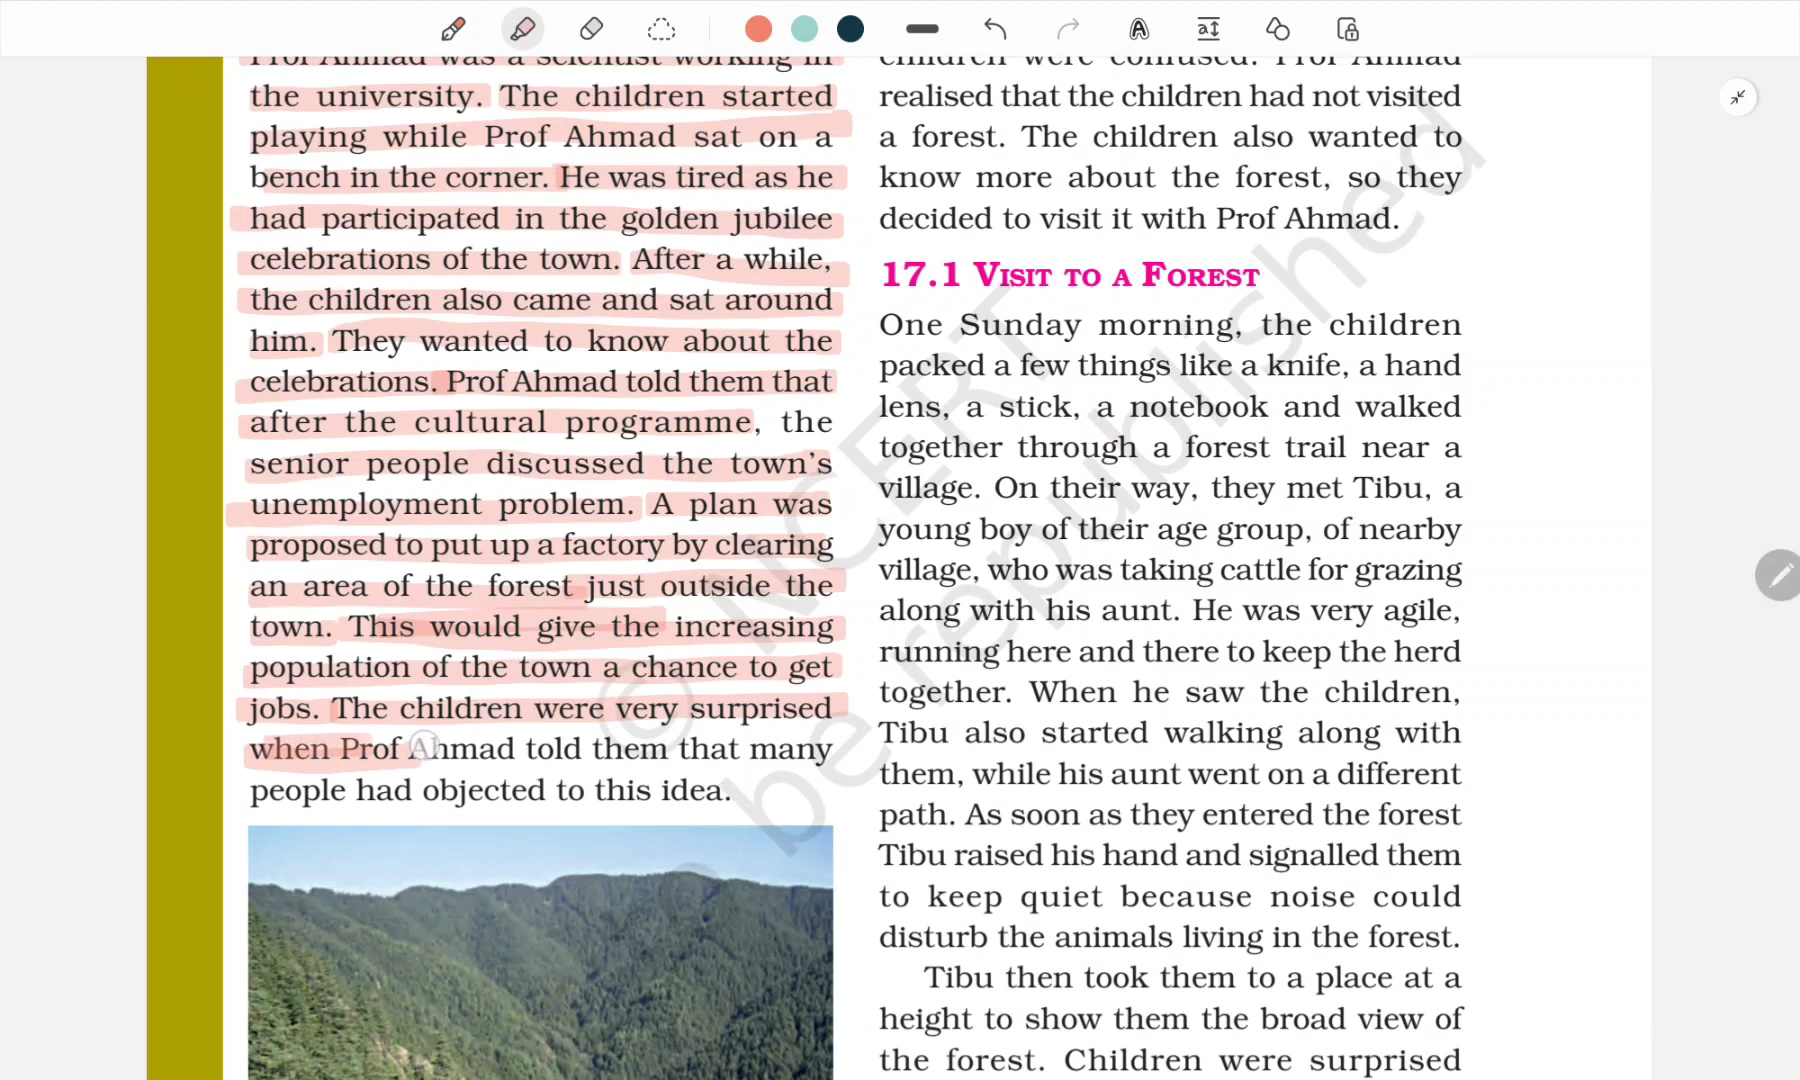 Prof Ahmad was a scientist working in
the university. The children started
playing while Prof Ahmad sat on a
bench in the corner. He was tired as he
had participated in the golden jubilee
celebrations of the town. After a while,
the children also came and sat around
him. They wanted to know about the
celebrations. Prof Ahmad told them that
after the cultural programme, the
senior people discussed the town's
unemployment problem. A plan was
proposed to put up a factory by clearing
an area of the forest just outside the
town. This would give the increasing
population of the town a chance to get
jobs. The children were very surprised
when Prof Ahmad told them that many
people had objected to this idea.
children were confused. Prof Ahmad
realised that the children had not visited
a forest. The children also wanted to
know more about the forest, so they
decided to visit it with Prof Ahmad.
17.1 VISIT TO A FOREST
One Sunday morning, the children
packed a few things like a knife, a hand
lens, a stick, a notebook and walked
together through a forest trail near a
village. On their way, they met Tibu, a
young boy of their age group, of nearby
village, who was taking cattle for grazing
along with his aunt. He was very agile,
running here and there to keep the herd
together. When he saw the children,
Tibu also started walking along with
them, while his aunt went on a different
path. As soon as they entered the forest
Tibu raised his hand and signalled them
to keep quiet because noise could
disturb the animals living in the forest.
Tibu then took them to a place at a
height to show them the broad view of
the forest. Children were surprised
© NCERT
be republished